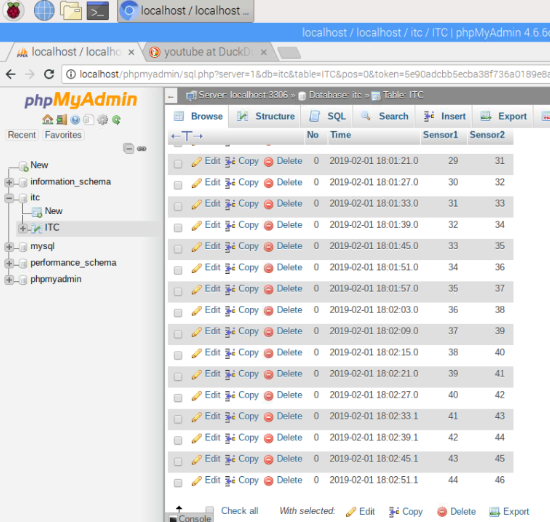 localhost / localhost ...
localhost / localhost / itc / ITC | phpMyAdmin 4.6.6
localhost / localho
youtube at DuckD
localhost/phpmyadmin/sql.php?server=1&db=itc&table=ITC&pos=0&token=5e90adcbb5ecba38f736a0189e8a
phpMyAdmin
Recent Favorites
New
information_schema
itc
New
ITC
mysql
performance_schema
phpmyadmin
Server: localhost:3306 » Database: itc » Table: ITC
Browse Structure SQL Search Insert Export
No Time Sensor1 Sensor2
Edit Copy Delete 0 2019-02-01 18:01:21.0 29 31
Edit Copy Delete 0 2019-02-01 18:01:27.0 30 32
Edit Copy Delete 0 2019-02-01 18:01:33.0 31 33
Edit Copy Delete 0 2019-02-01 18:01:39.0 32 34
Edit Copy Delete 0 2019-02-01 18:01:45.0 33 35
Edit Copy Delete 0 2019-02-01 18:01:51.0 34 36
Edit Copy Delete 0 2019-02-01 18:01:57.0 35 37
Edit Copy Delete 0 2019-02-01 18:02:03.0 36 38
Edit Copy Delete 0 2019-02-01 18:02:09.0 37 39
Edit Copy Delete 0 2019-02-01 18:02:15.0 38 40
Edit Copy Delete 0 2019-02-01 18:02:21.0 39 41
Edit Copy Delete 0 2019-02-01 18:02:27.0 40 42
Edit Copy Delete 0 2019-02-01 18:02:33.1 41 43
Edit Copy Delete 0 2019-02-01 18:02:39.1 42 44
Edit Copy Delete 0 2019-02-01 18:02:45.1 43 45
Edit Copy Delete 0 2019-02-01 18:02:51.1 44 46
Check all With selected: Edit Copy Delete Export
Console